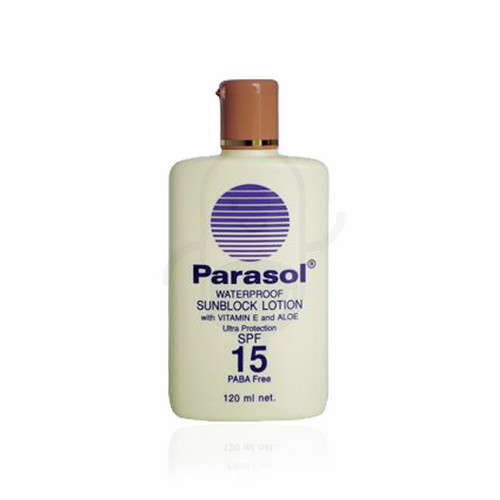 Parasol®
WATERPROOF
SUNBLOCK LOTION
with VITAMIN E and ALOE
Ultra Protection
SPF
15
PABA Free
120 ml net.